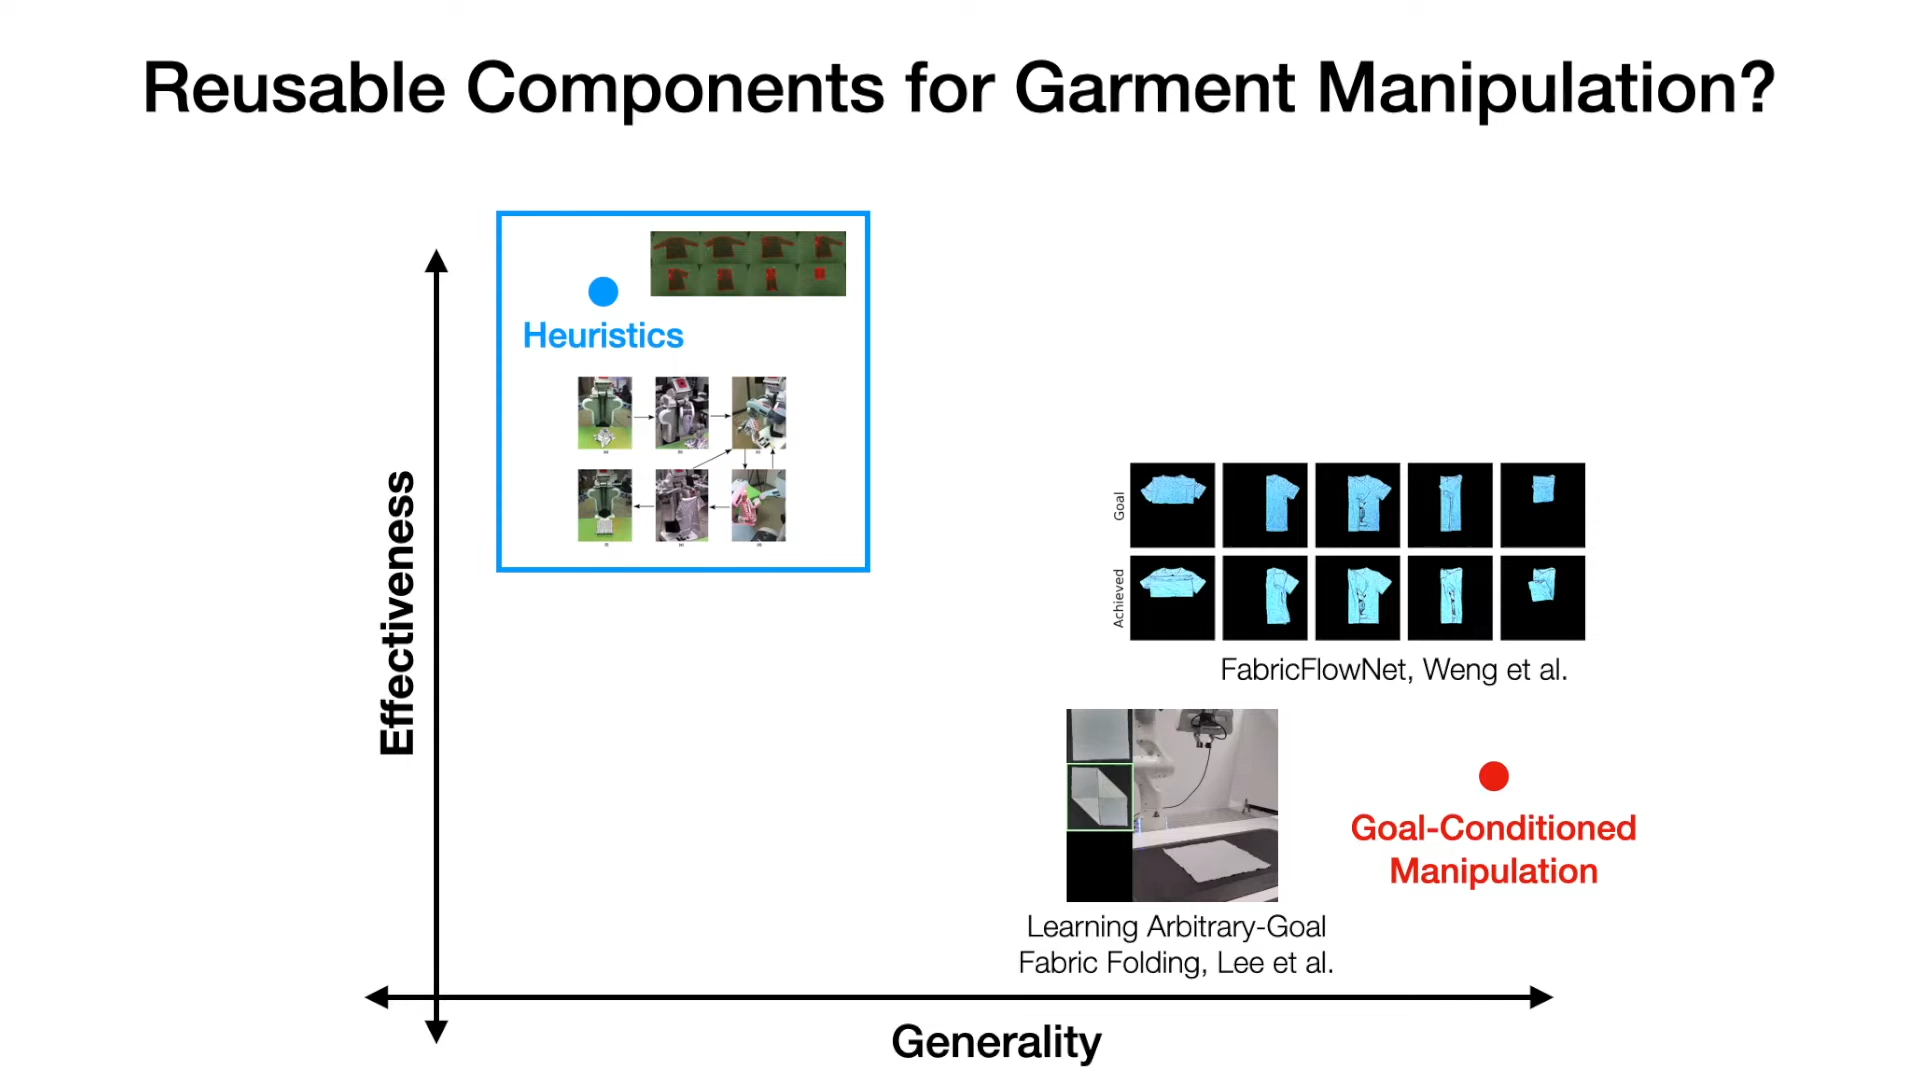 Reusable Components for Garment Manipulation?
Heuristics
Effectiveness
Goal
Achieved
FabricFlowNet, Weng et al.
Goal-Conditioned
Manipulation
Learning Arbitrary-Goal
Fabric Folding, Lee et al.
Generality